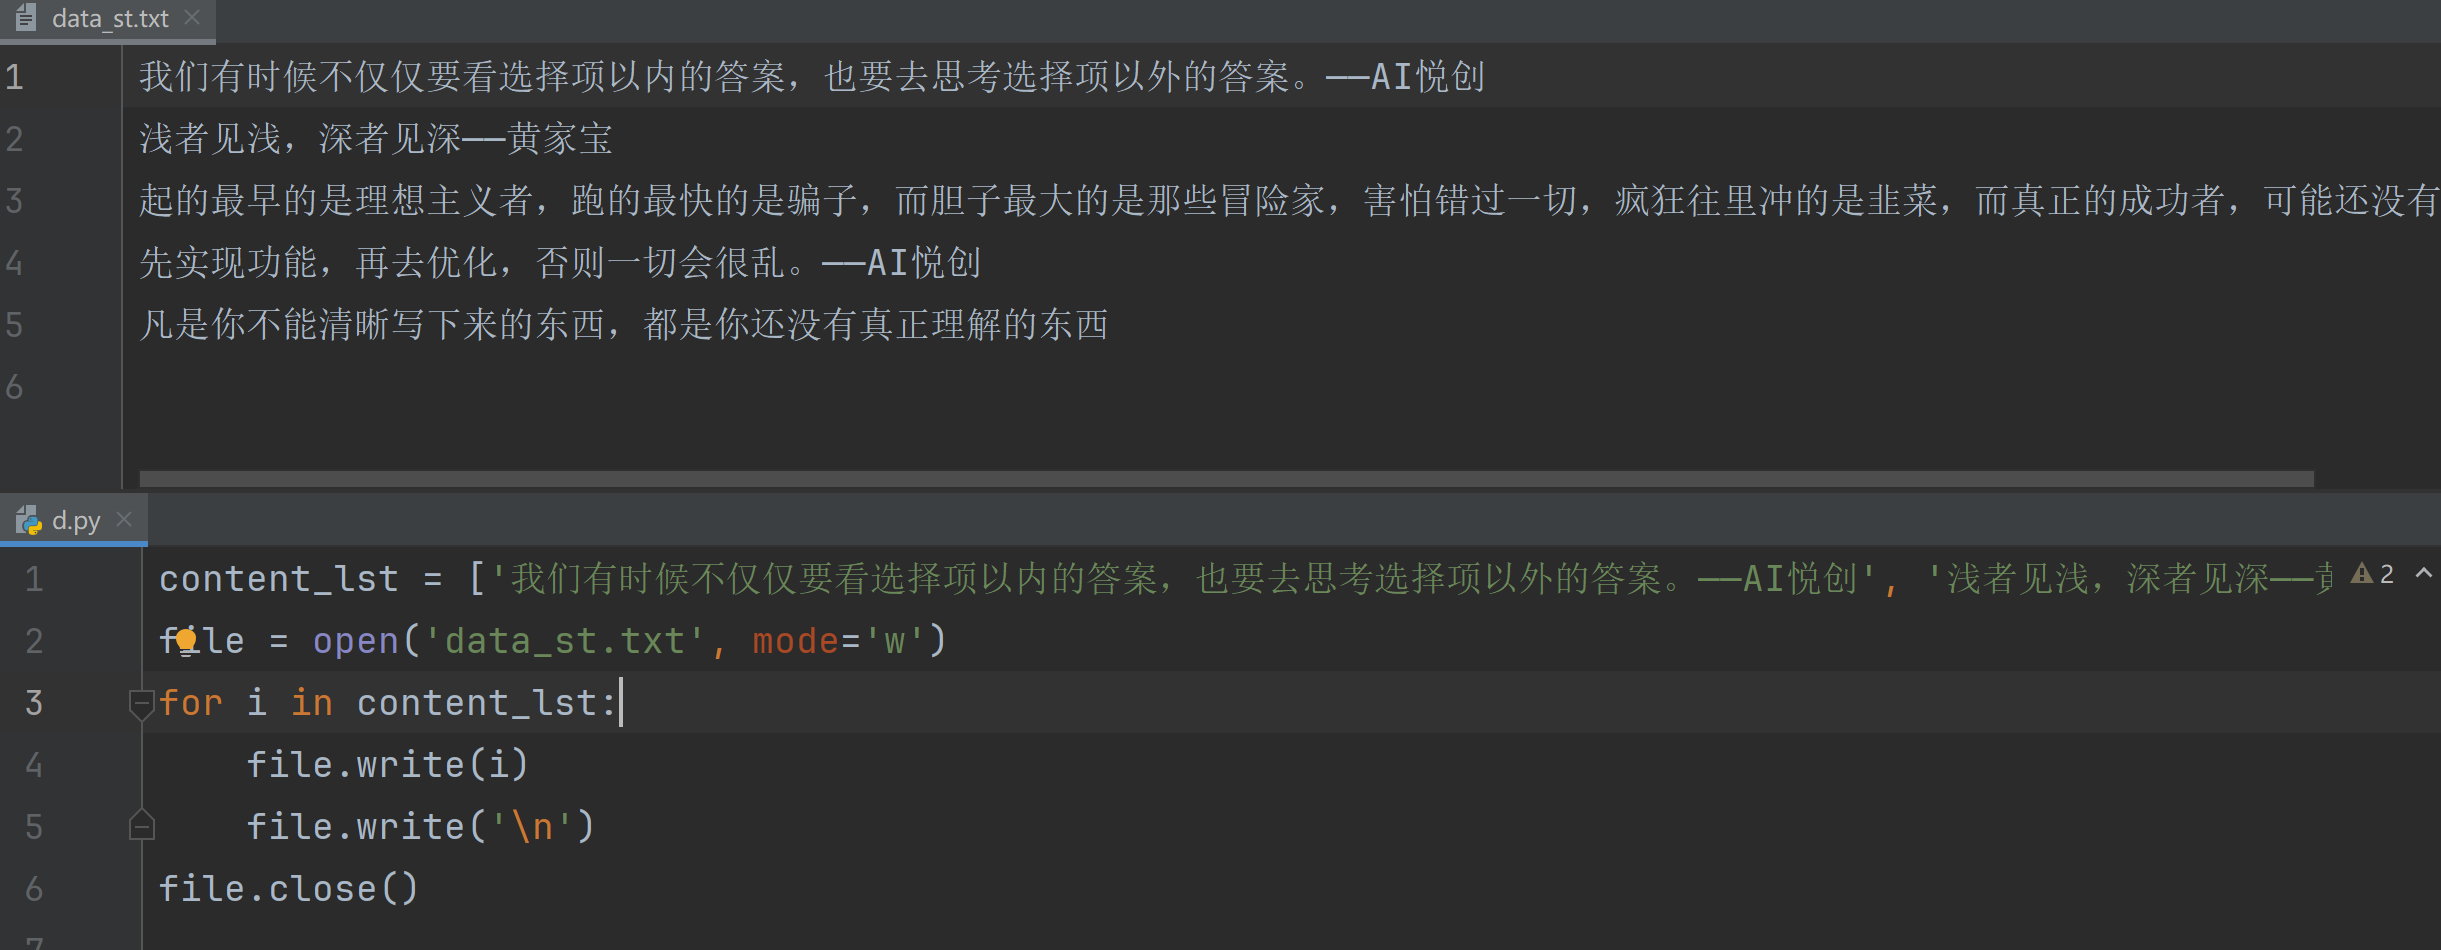 data_st.txt
1 我们有时候不仅仅要看选择项以内的答案，也要去思考选择项以外的答案。——AI悦创
2 浅者见浅，深者见深——黄家宝
3 起的最早的是理想主义者，跑的最快的是骗子，而胆子最大的是那些冒险家，害怕错过一切，疯狂往里冲的是韭菜，而真正的成功者，可能还没有
4 先实现功能，再去优化，否则一切会很乱。——AI悦创
5 凡是你不能清晰写下来的东西，都是你还没有真正理解的东西
6
d.py
1 content_lst = ['我们有时候不仅仅要看选择项以内的答案，也要去思考选择项以外的答案。——AI悦创', '浅者见浅，深者见深—— 2
2 file = open('data_st.txt', mode='w')
3 for i in content_lst:
4 file.write(i)
5 file.write('\n')
6 file.close()
7